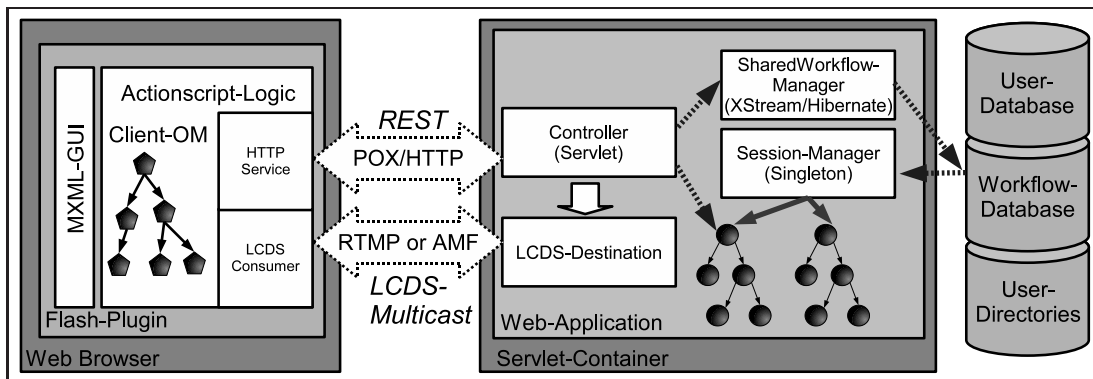 MXML-GUI
Actionscript-Logic
Client-OM
HTTP
Service
LCDS
Consumer
Flash-Plugin
Web Browser
REST
POX/HTTP
RTMP or AMF
LCDS-
Multicast
Controller
(Servlet)
LCDS-Destination
SharedWorkflow-
Manager
(XStream/Hibernate)
Session-Manager
(Singleton)
Web-Application
Servlet-Container
User-
Database
Workflow-
Database
User-
Directories